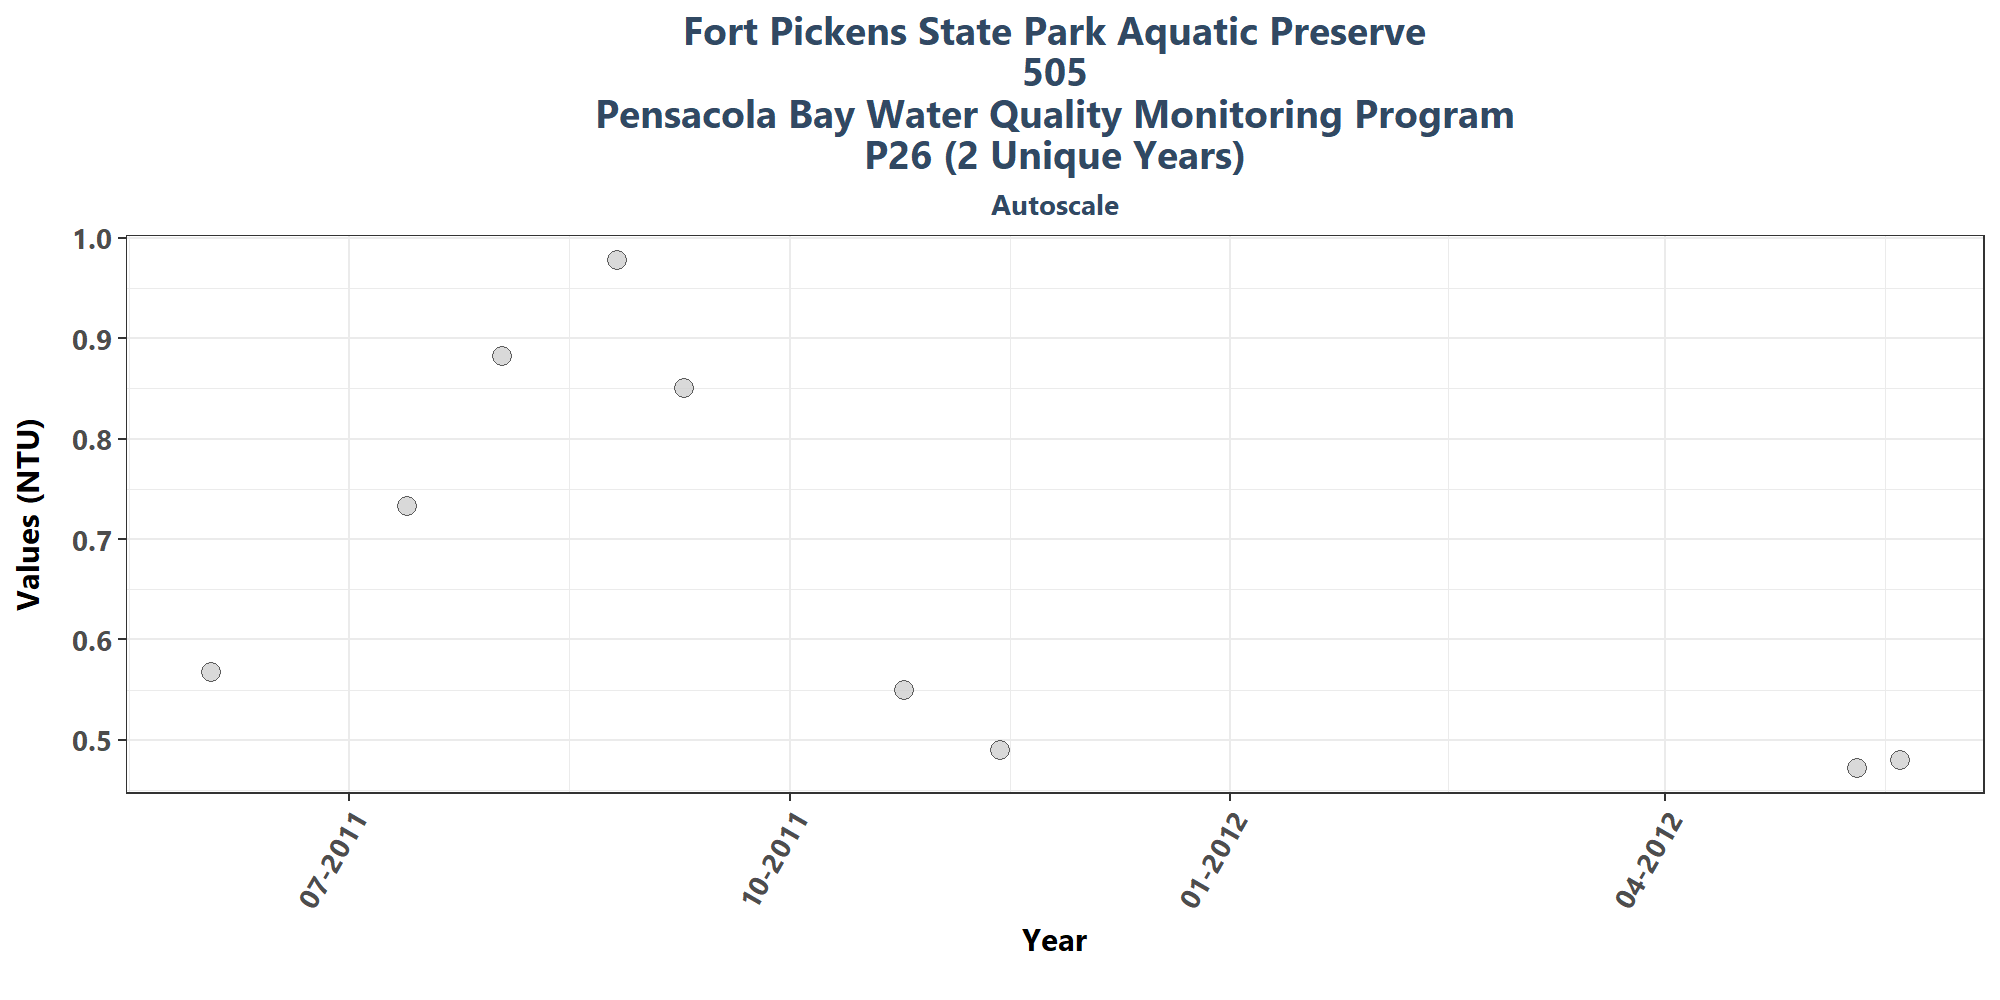 Fort Pickens State Park Aquatic Preserve
505
Pensacola Bay Water Quality Monitoring Program
P26 (2 Unique Years)
Autoscale
Values (NTU)
1.0
0.9
0.8
0.7
0.6
0.5
07-2011
10-2011
01-2012
04-2012
Year